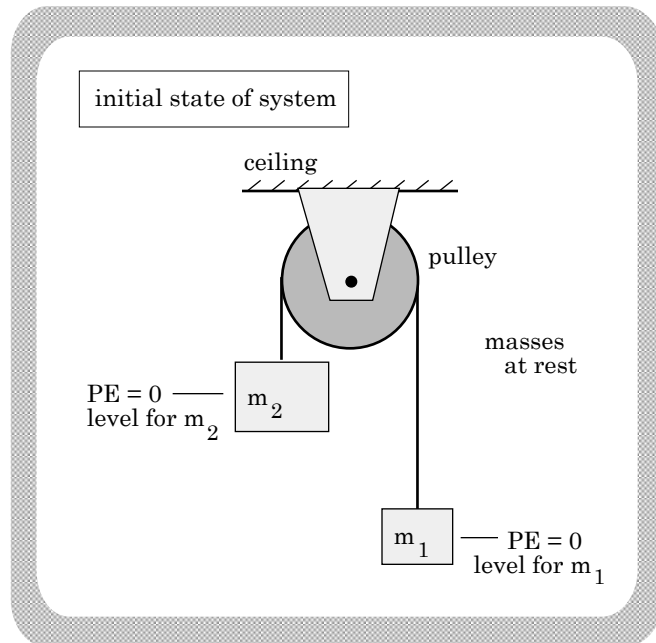 initial state of system
ceiling
pulley
masses
at rest
PE = 0
level for m₂
m₂
m₁
PE = 0
level for m₁